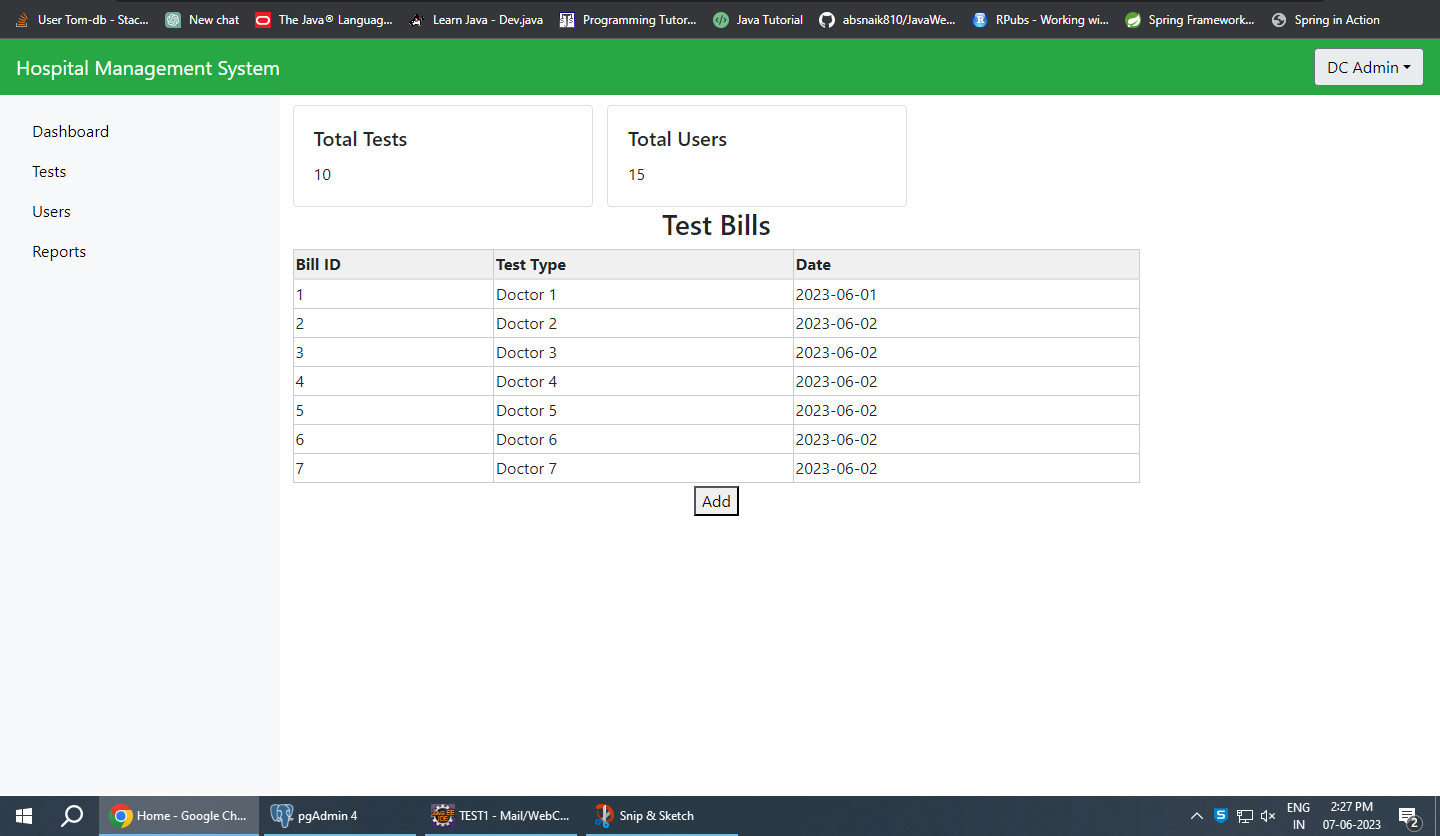 User Tom-db - Stac... New chat The Java® Languag... Learn Java - Dev.java Programming Tutor... Java Tutorial absnaik810/JavaWe... RPubs - Working wi... Spring Framework... Spring in Action
Hospital Management System DC Admin
Dashboard
Tests
Users
Reports
Total Tests
10
Total Users
15
Test Bills
Bill ID Test Type Date
1 Doctor 1 2023-06-01
2 Doctor 2 2023-06-02
3 Doctor 3 2023-06-02
4 Doctor 4 2023-06-02
5 Doctor 5 2023-06-02
6 Doctor 6 2023-06-02
7 Doctor 7 2023-06-02
Add
Home - Google Ch... pgAdmin 4 TEST1 - Mail/WebC... Snip & Sketch
ENG
IN
2:27 PM
07-06-2023
2